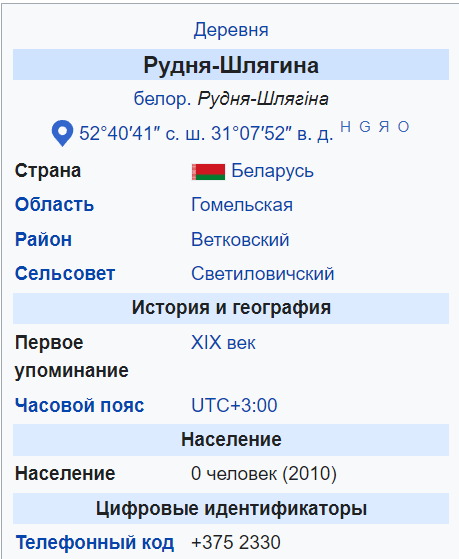 Деревня
Рудня-Шлягина
белор. Рудня-Шлягіна
52°40′41″ с. ш. 31°07′52″ в. д. H G Я O
Страна Беларусь
Область Гомельская
Район Ветковский
Сельсовет Светиловичский
История и география
Первое упоминание XIX век
Часовой пояс UTC+3:00
Население
Население 0 человек (2010)
Цифровые идентификаторы
Телефонный код +375 2330